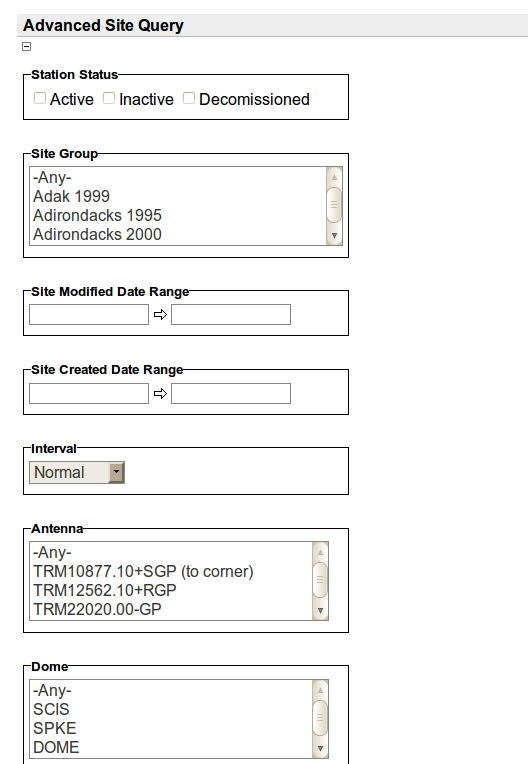 Advanced Site Query
Station Status
Active Inactive Decomissioned
Site Group
-Any-
Adak 1999
Adirondacks 1995
Adirondacks 2000
Site Modified Date Range
Site Created Date Range
Interval
Normal
Antenna
-Any-
TRM10877.10+SGP (to corner)
TRM12562.10+RGP
TRM22020.00-GP
Dome
-Any-
SCIS
SPKE
DOME